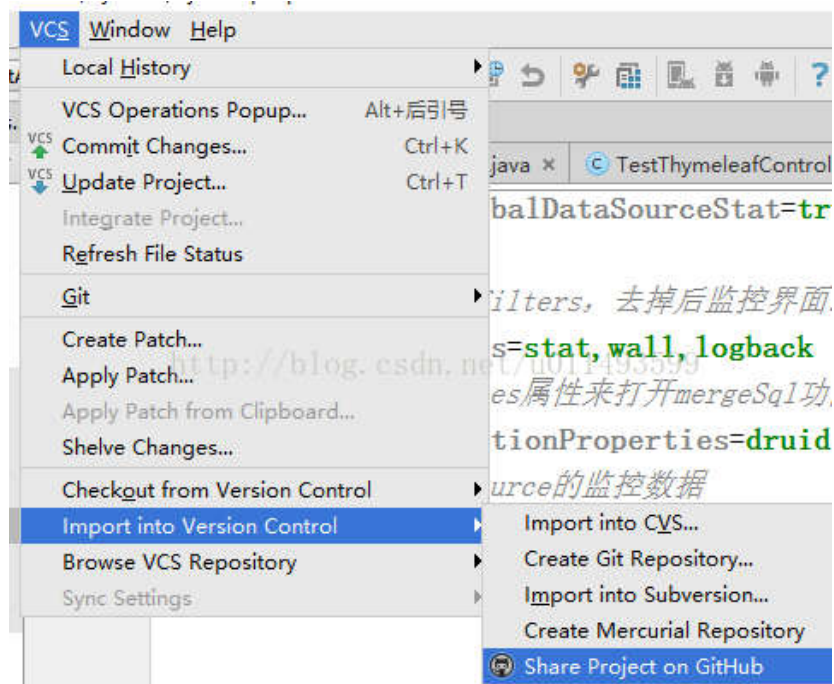 VCS Window Help
Local History
VCS Operations Popup... Alt+后引号
VCS Commit Changes... Ctrl+K
VCS Update Project... Ctrl+T
Integrate Project...
Refresh File Status
Git
Create Patch...
Apply Patch...
Apply Patch from Clipboard...
Shelve Changes...
Checkout from Version Control
Import into Version Control
Browse VCS Repository
Sync Settings
Import into CVS...
Create Git Repository...
Import into Subversion...
Create Mercurial Repository
Share Project on GitHub
java × C TestThymeleafControl
balDataSourceStat=tr
ilters，去掉后监控界面
s=stat,wall,logback
es属性来打开mergeSql功
tionProperties=druid
urce的监控数据
http://blog.csdn.net/u011493599